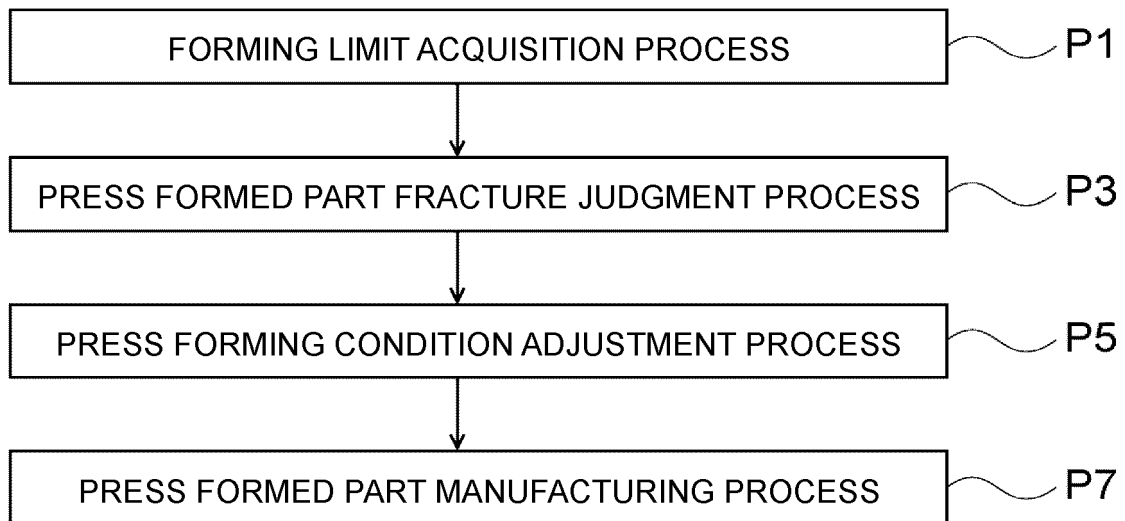 FORMING LIMIT ACQUISITION PROCESS P1
PRESS FORMED PART FRACTURE JUDGMENT PROCESS P3
PRESS FORMING CONDITION ADJUSTMENT PROCESS P5
PRESS FORMED PART MANUFACTURING PROCESS P7